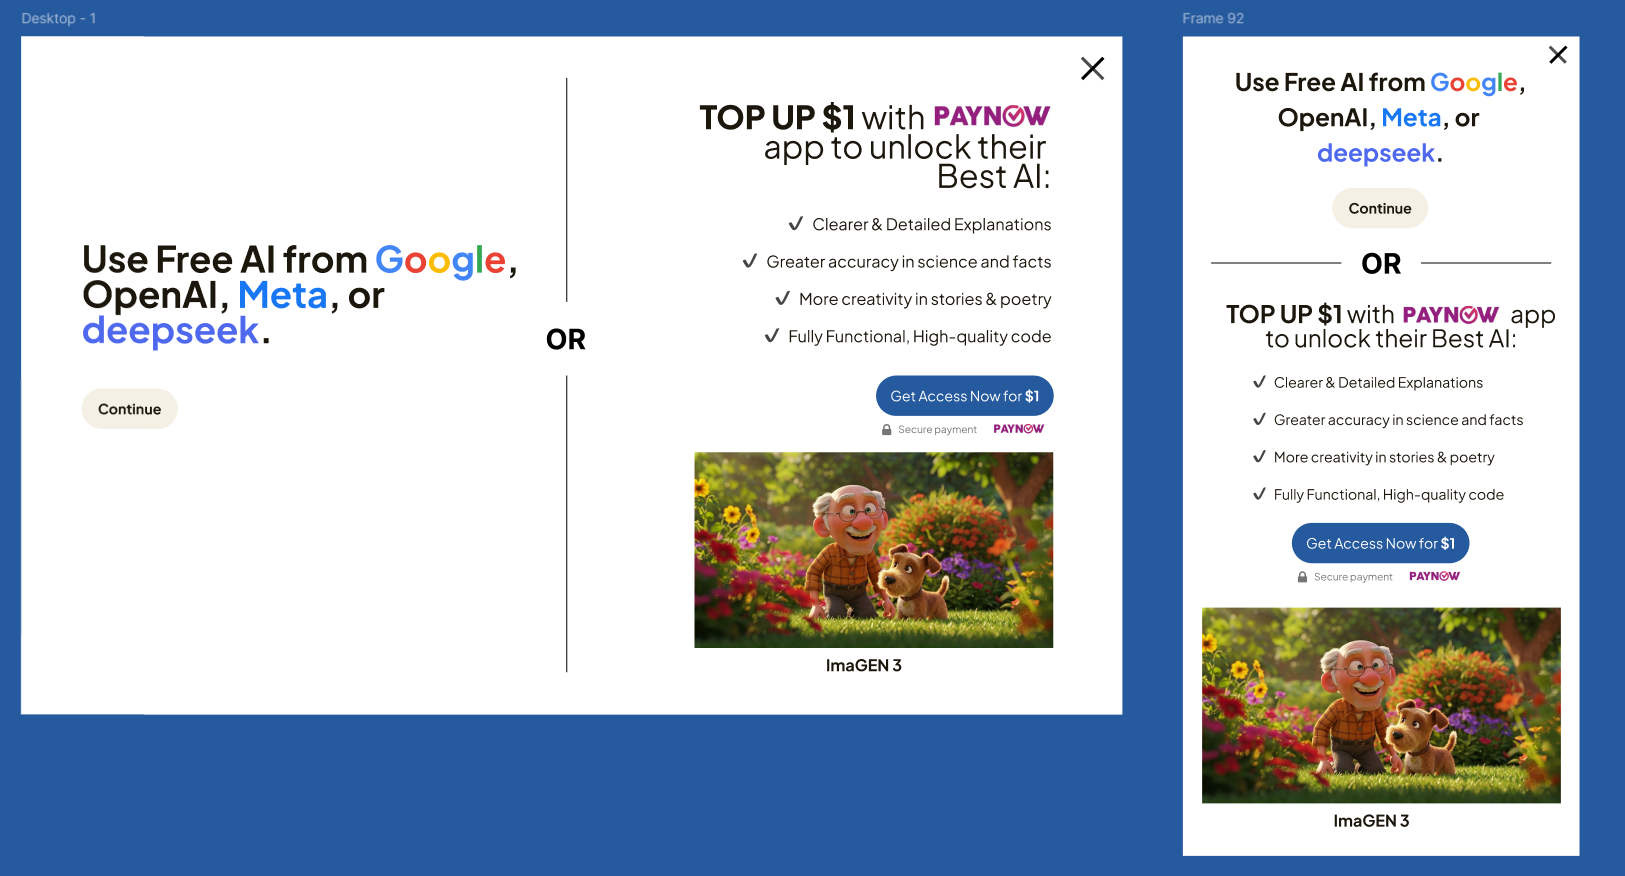 Desktop - 1
Use Free AI from Google,
OpenAI, Meta, or
deepseek.
Continue
OR
TOP UP $1 with PAYNOW
app to unlock their
Best AI:
Clearer & Detailed Explanations
Greater accuracy in science and facts
More creativity in stories & poetry
Fully Functional, High-quality code
Get Access Now for $1
Secure payment PAYNOW
ImaGEN 3
Frame 92
Use Free AI from Google,
OpenAI, Meta, or
deepseek.
Continue
OR
TOP UP $1 with PAYNOW app
to unlock their Best AI:
Clearer & Detailed Explanations
Greater accuracy in science and facts
More creativity in stories & poetry
Fully Functional, High-quality code
Get Access Now for $1
Secure payment PAYNOW
ImaGEN 3